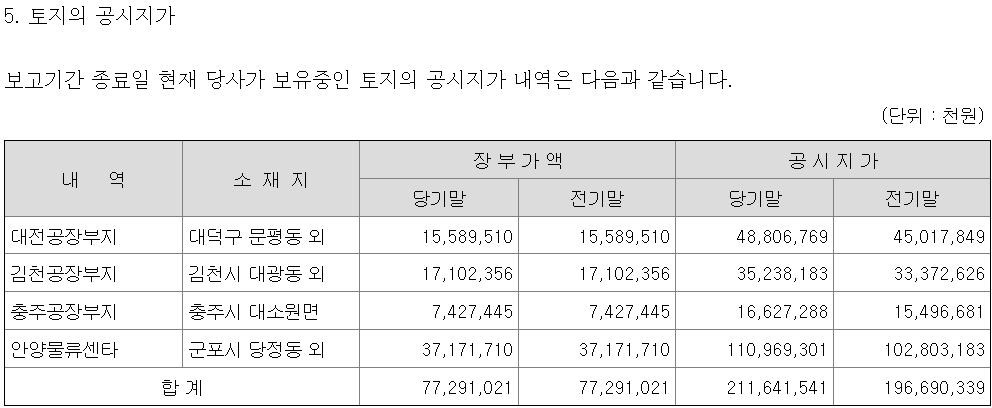 5. 토지의 공시지가
보고기간 종료일 현재 당사가 보유중인 토지의 공시지가 내역은 다음과 같습니다.
(단위 : 천원)
내 역 소 재 지 장 부 가 액 공 시 지 가
당기말 전기말 당기말 전기말
대전공장부지 대덕구 문평동 외 15,589,510 15,589,510 48,806,769 45,017,849
김천공장부지 김천시 대광동 외 17,102,356 17,102,356 35,238,183 33,372,626
충주공장부지 충주시 대소원면 7,427,445 7,427,445 16,627,288 15,496,681
안양물류센타 군포시 당정동 외 37,171,710 37,171,710 110,969,301 102,803,183
합 계 77,291,021 77,291,021 211,641,541 196,690,339